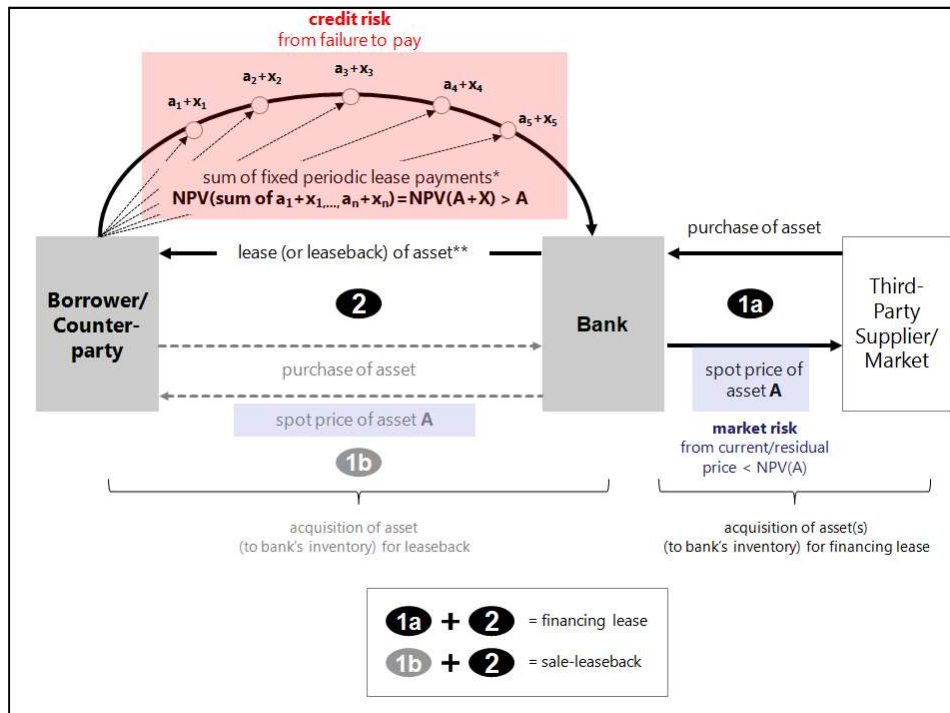 credit risk
from failure to pay
a₁+x₁
a₂+x₂
a₃+x₃
a₄+x₄
a₅+x₅
sum of fixed periodic lease payments*
NPV(sum of a₁+x₁,...,aₙ+xₙ)=NPV(A+X) > A
lease (or leaseback) of asset**
purchase of asset
Borrower/
Counter-
party
2
Bank
1a
Third-
Party
Supplier/
Market
purchase of asset
spot price of asset A
1b
spot price of
asset A
market risk
from current/residual
price < NPV(A)
acquisition of asset
(to bank's inventory) for leaseback
acquisition of asset(s)
(to bank's inventory) for financing lease
1a + 2 = financing lease
1b + 2 = sale-leaseback